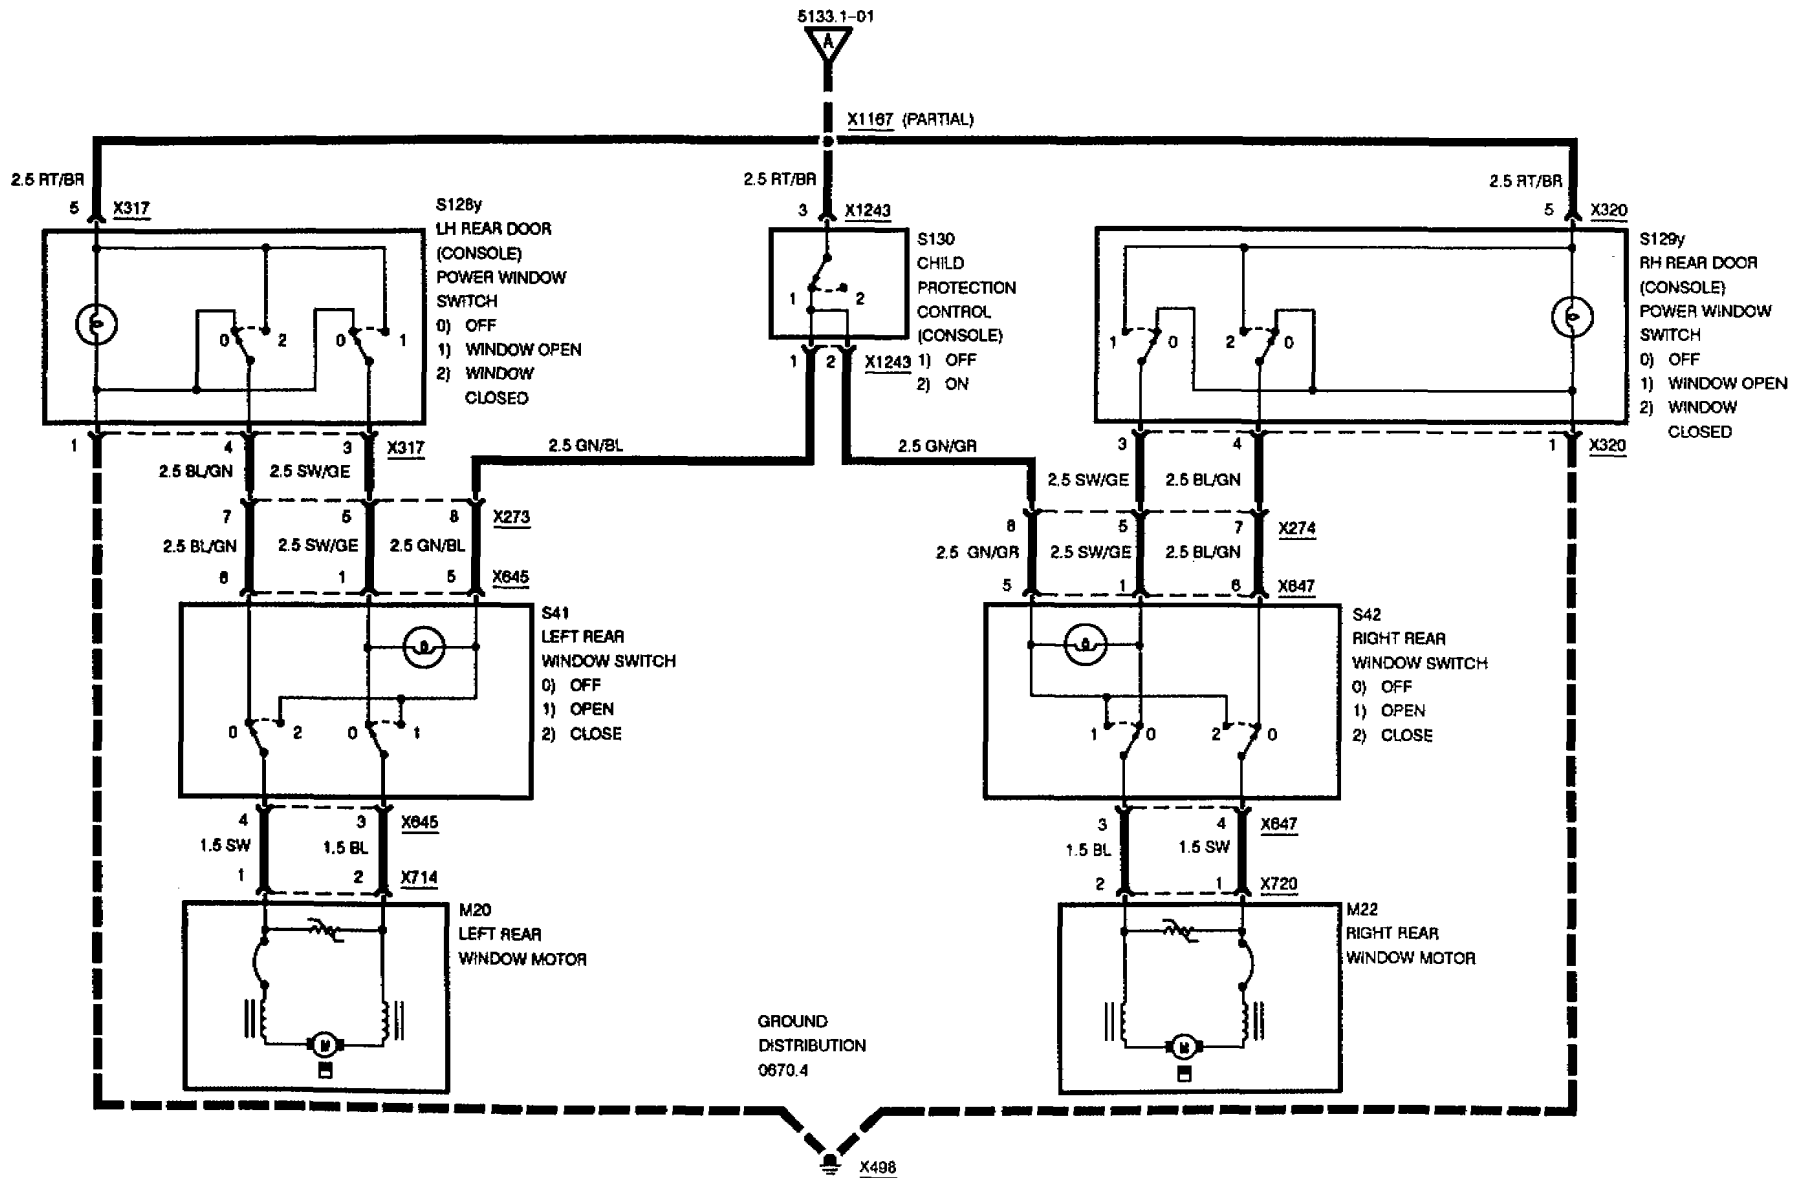 5133.1-01
A
X1167 (PARTIAL)
2.5 RT/BR
2.5 RT/BR
2.5 RT/BR
5 X317
3 X1243
5 X320
S128y
LH REAR DOOR
(CONSOLE)
POWER WINDOW
SWITCH
0) OFF
1) WINDOW OPEN
2) WINDOW
CLOSED
0 2 0 1
S130
CHILD
PROTECTION
CONTROL
(CONSOLE)
1) OFF
2) ON
1 2
1 2 X1243
S129y
RH REAR DOOR
(CONSOLE)
POWER WINDOW
SWITCH
0) OFF
1) WINDOW OPEN
2) WINDOW
CLOSED
1 0 2 0
1 4 3 X317
2.5 BL/GN 2.5 SW/GE
2.5 GN/BL
2.5 GN/GR
3 4 1 X320
2.5 SW/GE 2.5 BL/GN
7 5 8 X273
2.5 BL/GN 2.5 SW/GE 2.5 GN/BL
6 1 5 X645
8 5 7 X274
2.5 GN/GR 2.5 SW/GE 2.5 BL/GN
5 1 6 X647
S41
LEFT REAR
WINDOW SWITCH
0) OFF
1) OPEN
2) CLOSE
0 2 0 1
S42
RIGHT REAR
WINDOW SWITCH
0) OFF
1) OPEN
2) CLOSE
1 0 2 0
4 3 X645
1.5 SW 1.5 BL
1 2 X714
3 4 X647
1.5 BL 1.5 SW
2 1 X720
M20
LEFT REAR
WINDOW MOTOR
M
M22
RIGHT REAR
WINDOW MOTOR
M
GROUND
DISTRIBUTION
0670.4
X498